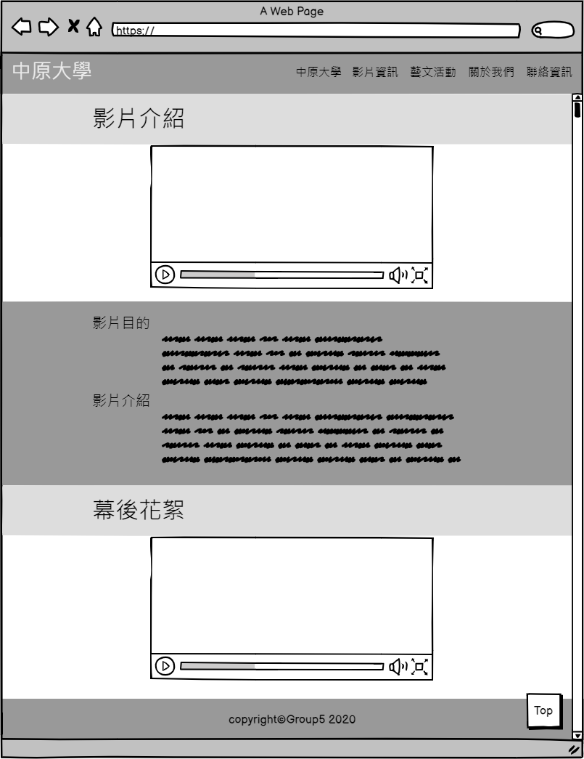 A Web Page
https://
中原大學
中原大學 影片資訊 藝文活動 關於我們 聯絡資訊
影片介紹
影片目的
影片介紹
幕後花絮
Top
copyright©Group5 2020